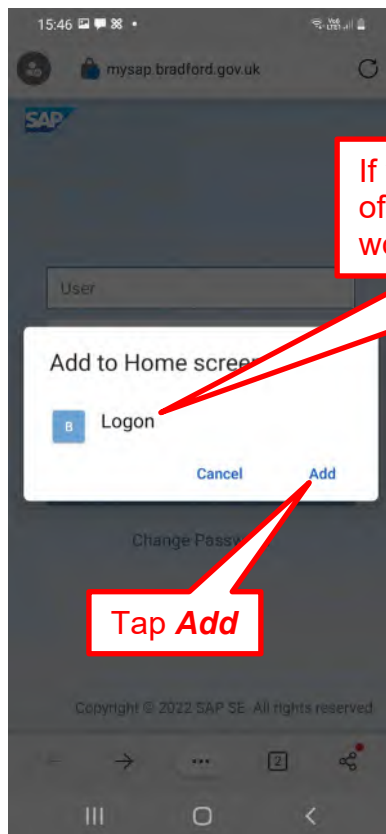 15:46
mysap.bradford.gov.uk
SAP
If
of
wo
User
Add to Home screen
B Logon
Cancel Add
Change Passw
Tap Add
Copyright © 2022 SAP SE. All rights reserved
2